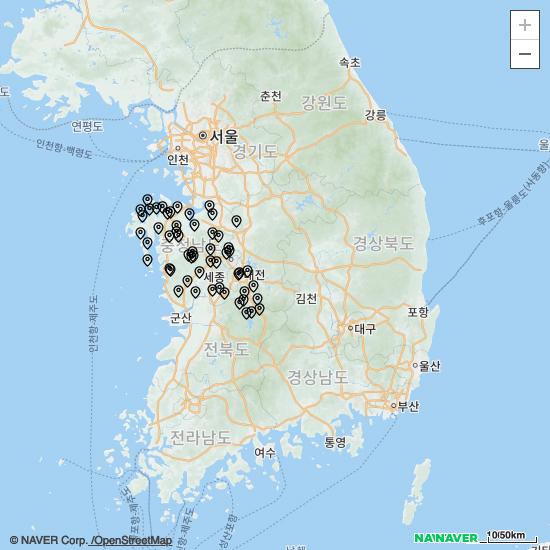 +
−
속초
춘천
강원도
강릉
도
연평도
서울
울
인천
경기도
인천항-백령도
후포항-울릉도(사동항)
충청남
경상북도
세종
대전
인천항-제주도
김천
포항
군산
대구
전북도
울산
경상남도
부산
전라남도
통영
여수
© NAVER Corp. /OpenStreetMap
NAVER
10/50km